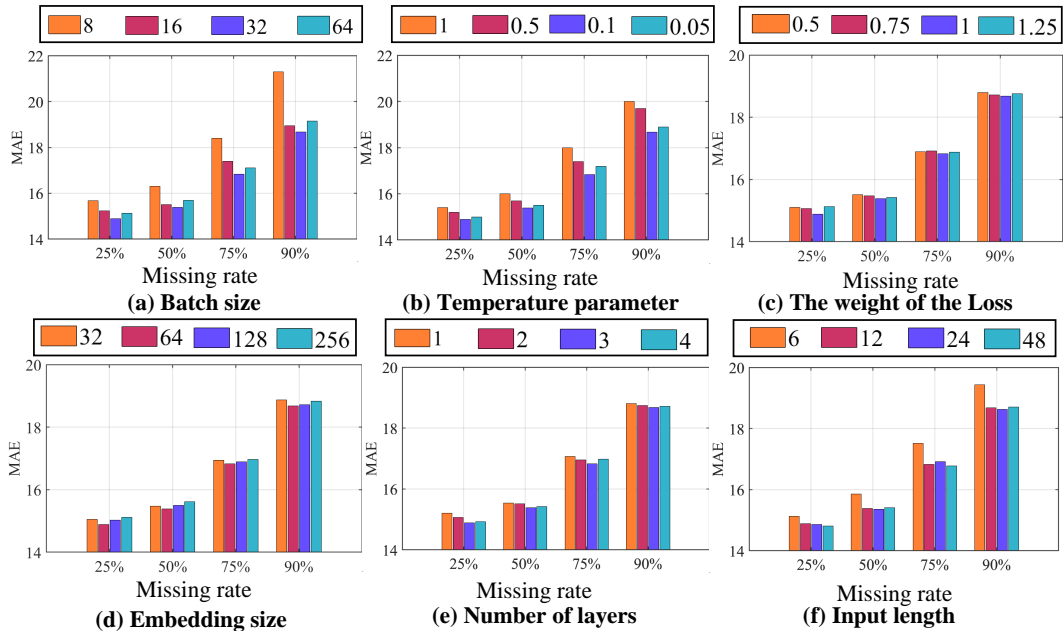 8 16 32 64
22
20
18
16
14
MAE
25% 50% 75% 90%
Missing rate
(a) Batch size
1 0.5 0.1 0.05
22
20
18
16
14
MAE
25% 50% 75% 90%
Missing rate
(b) Temperature parameter
0.5 0.75 1 1.25
20
18
16
14
MAE
25% 50% 75% 90%
Missing rate
(c) The weight of the Loss
32 64 128 256
20
18
16
14
MAE
25% 50% 75% 90%
Missing rate
(d) Embedding size
1 2 3 4
20
18
16
14
MAE
25% 50% 75% 90%
Missing rate
(e) Number of layers
6 12 24 48
20
18
16
14
MAE
25% 50% 75% 90%
Missing rate
(f) Input length